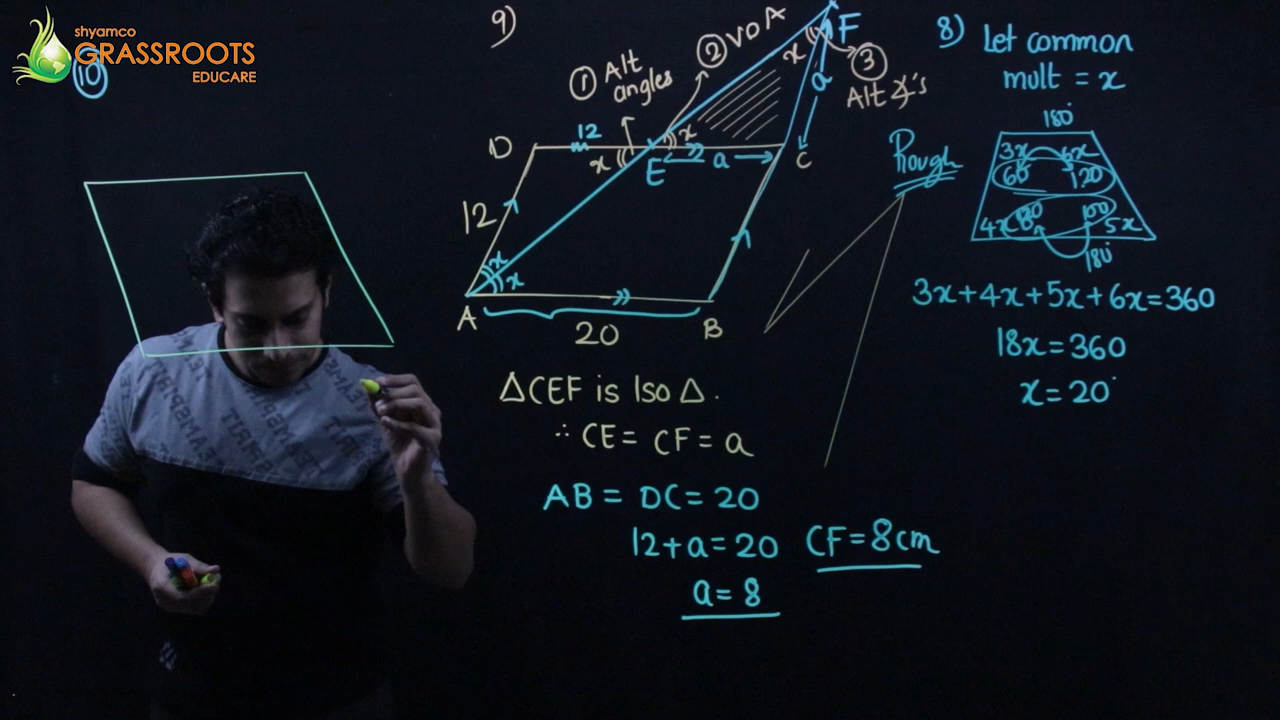 shyamco
GRASSROOTS
EDUCARE
10
9)
① Alt
angles
② VOA
③
Alt ∡'s
F
x
a
D
12
x
E
x
a
C
12
x
x
A
20
B
△CEF is Iso △.
∴ CE = CF = a
AB = DC = 20
12+a=20
a=8
CF=8cm
Rough
8) Let common
mult = x
180°
3x 6x
60 120
4x 80 100 5x
180°
3x+4x+5x+6x=360
18x=360
x=20°